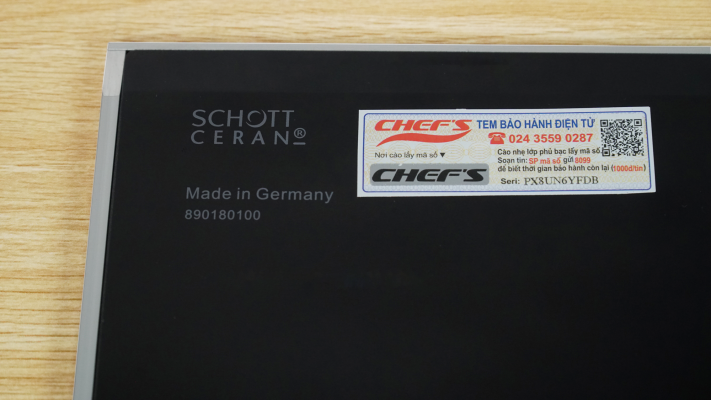 SCHOTT
CERAN®
Made in Germany
890180100
CHEF'S
TEM BẢO HÀNH ĐIỆN TỬ
☎ 024 3559 0287
Nơi cào lấy mã số ▼
CHEF'S
Cào nhẹ lớp phủ bạc lấy mã số
Soạn tin: SP mã số gửi 8099
để biết thời gian bảo hành còn lại (1000đ/tin)
Seri: PX8UN6YFDB